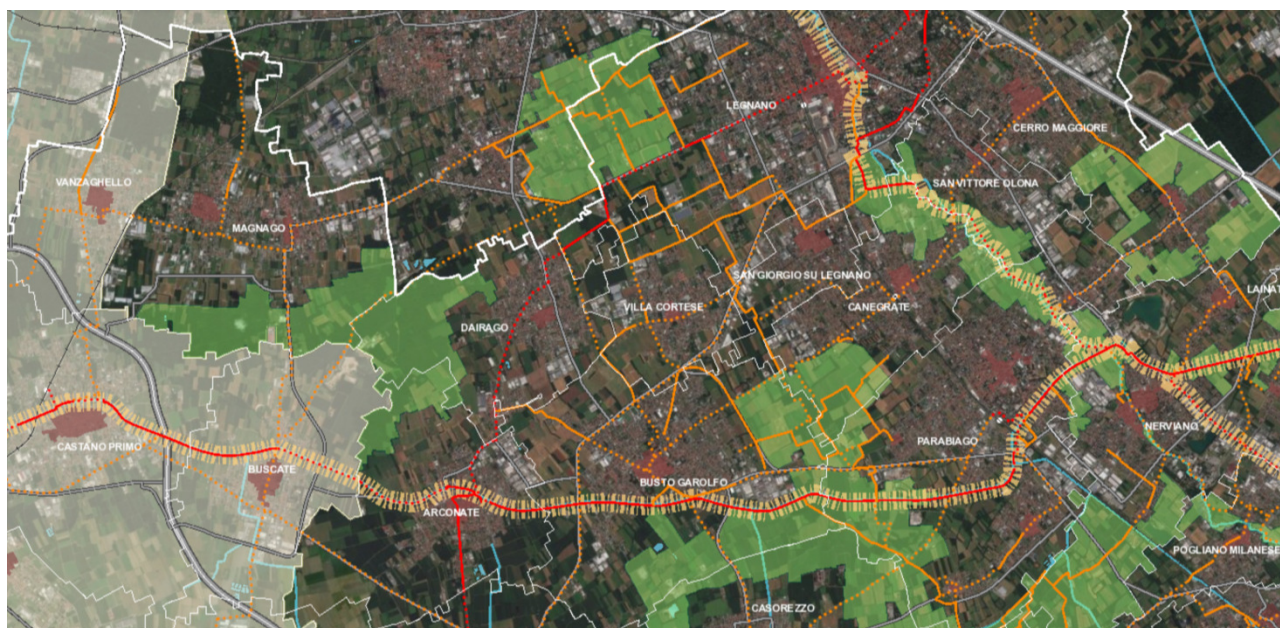 LEGNANO
CERRO MAGGIORE
VANZAGHELLO
SAN VITTORE OLONA
MAGNAGO
SAN GIORGIO SU LEGNANO
LAINAT
VILLA CORTESE
CANEGRATE
DAIRAGO
NERVIANO
PARABIAGO
CASTANO PRIMO
BUSCATE
BUSTO GAROLFO
ARCONATE
POGLIANO MILANESE
CASOREZZO